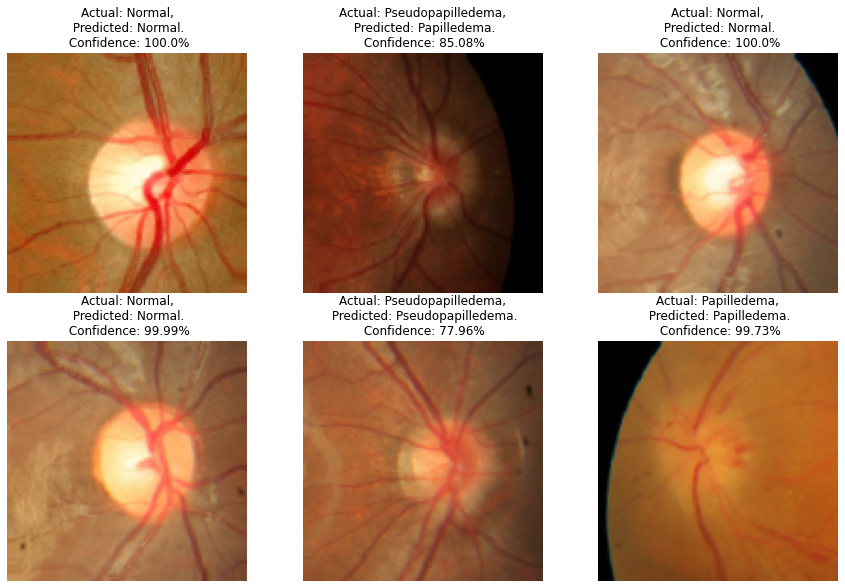 Actual: Normal,
Predicted: Normal.
Confidence: 100.0%
Actual: Pseudopapilledema,
Predicted: Papilledema.
Confidence: 85.08%
Actual: Normal,
Predicted: Normal.
Confidence: 100.0%
Actual: Normal,
Predicted: Normal.
Confidence: 99.99%
Actual: Pseudopapilledema,
Predicted: Pseudopapilledema.
Confidence: 77.96%
Actual: Papilledema,
Predicted: Papilledema.
Confidence: 99.73%